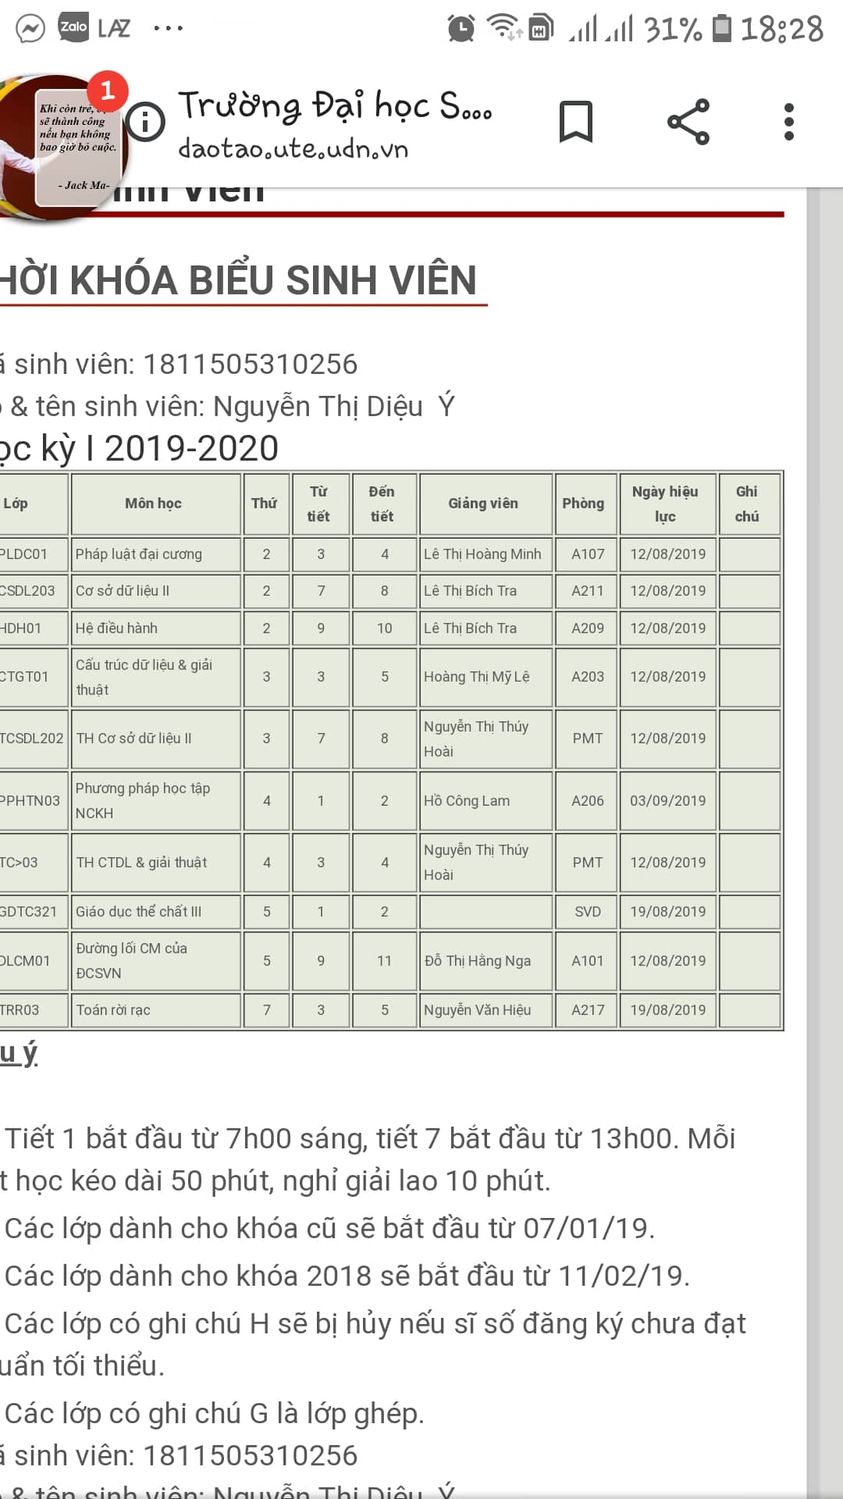 Zalo LAZ ... 31% 18:28
1
Khi còn trẻ,
sẽ thành công
nếu bạn không
bao giờ bỏ cuộc.
- Jack Ma-
Trường Đại học S...
daotao.ute.udn.vn
inh viên
HỜI KHÓA BIỂU SINH VIÊN
ã sinh viên: 1811505310256
& tên sinh viên: Nguyễn Thị Diệu Ý
ọc kỳ I 2019-2020
Lớp Môn học Thứ Từ tiết Đến tiết Giảng viên Phòng Ngày hiệu lực Ghi chú
PLDC01 Pháp luật đại cương 2 3 4 Lê Thị Hoàng Minh A107 12/08/2019
CSDL203 Cơ sở dữ liệu II 2 7 8 Lê Thị Bích Tra A211 12/08/2019
HDH01 Hệ điều hành 2 9 10 Lê Thị Bích Tra A209 12/08/2019
CTGT01 Cấu trúc dữ liệu & giải thuật 3 3 5 Hoàng Thị Mỹ Lệ A203 12/08/2019
TCSDL202 TH Cơ sở dữ liệu II 3 7 8 Nguyễn Thị Thúy Hoài PMT 12/08/2019
PPHTN03 Phương pháp học tập NCKH 4 1 2 Hồ Công Lam A206 03/09/2019
TC>03 TH CTDL & giải thuật 4 3 4 Nguyễn Thị Thúy Hoài PMT 12/08/2019
GDTC321 Giáo dục thể chất III 5 1 2 SVD 19/08/2019
DLCM01 Đường lối CM của ĐCSVN 5 9 11 Đỗ Thị Hằng Nga A101 12/08/2019
TRR03 Toán rời rạc 7 3 5 Nguyễn Văn Hiệu A217 19/08/2019
u ý
Tiết 1 bắt đầu từ 7h00 sáng, tiết 7 bắt đầu từ 13h00. Mỗi
t học kéo dài 50 phút, nghỉ giải lao 10 phút.
Các lớp dành cho khóa cũ sẽ bắt đầu từ 07/01/19.
Các lớp dành cho khóa 2018 sẽ bắt đầu từ 11/02/19.
Các lớp có ghi chú H sẽ bị hủy nếu sĩ số đăng ký chưa đạt
uẩn tối thiểu.
Các lớp có ghi chú G là lớp ghép.
ã sinh viên: 1811505310256
& tên sinh viên: Nguyễn Thị Diệu Ý